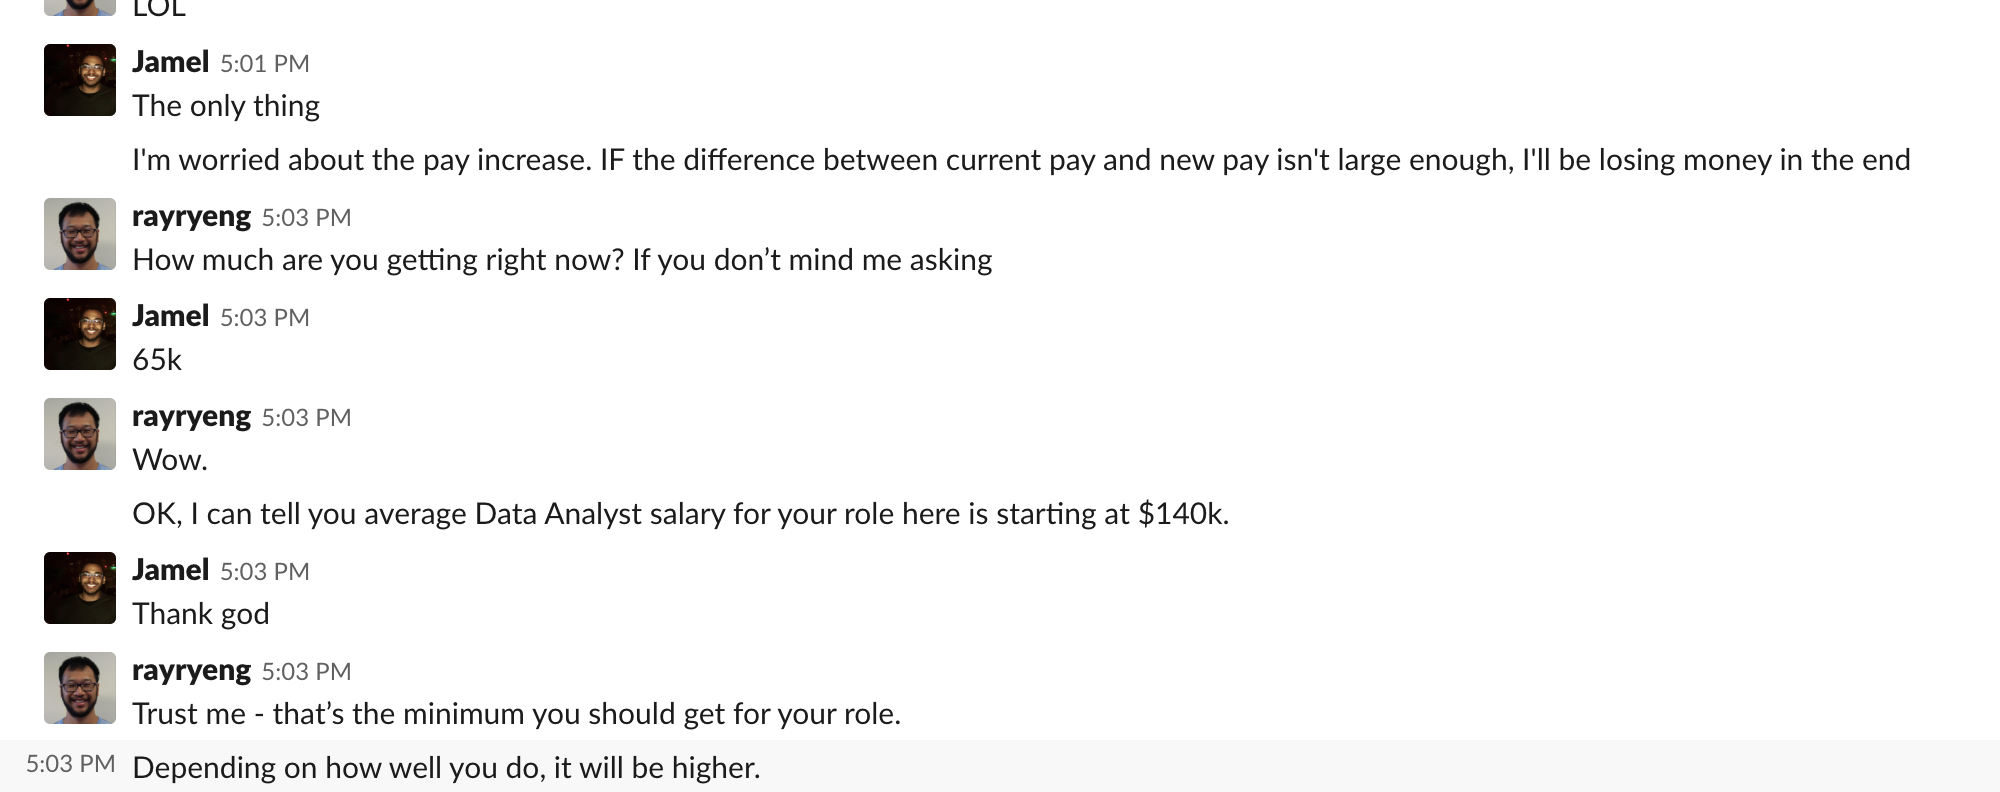 LOL
Jamel 5:01 PM
The only thing
I'm worried about the pay increase. IF the difference between current pay and new pay isn't large enough, I'll be losing money in the end
rayryeng 5:03 PM
How much are you getting right now? If you don’t mind me asking
Jamel 5:03 PM
65k
rayryeng 5:03 PM
Wow.
OK, I can tell you average Data Analyst salary for your role here is starting at $140k.
Jamel 5:03 PM
Thank god
rayryeng 5:03 PM
Trust me - that’s the minimum you should get for your role.
5:03 PM Depending on how well you do, it will be higher.